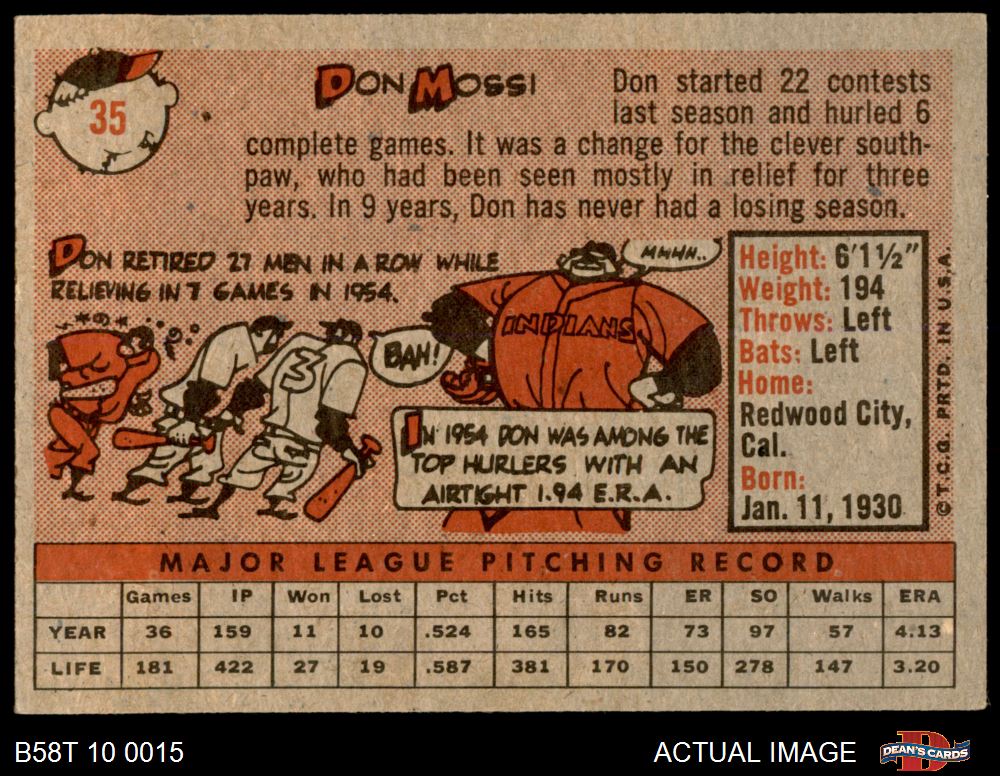 35
DON MOSSI
Don started 22 contests
last season and hurled 6
complete games. It was a change for the clever south-
paw, who had been seen mostly in relief for three
years. In 9 years, Don has never had a losing season.
DON RETIRED 27 MEN IN A ROW WHILE
RELIEVING IN 7 GAMES IN 1954.
MMHH..
INDIANS
3
BAH!
IN 1954 DON WAS AMONG THE
TOP HURLERS WITH AN
AIRTIGHT 1.94 E.R.A.
Height: 6'1½"
Weight: 194
Throws: Left
Bats: Left
Home:
Redwood City,
Cal.
Born:
Jan. 11, 1930
© T.C.G. PRTD. IN U.S.A.
MAJOR LEAGUE PITCHING RECORD
Games IP Won Lost Pct Hits Runs ER SO Walks ERA
YEAR 36 159 11 10 .524 165 82 73 97 57 4.13
LIFE 181 422 27 19 .587 381 170 150 278 147 3.20
B58T 10 0015
ACTUAL IMAGE
D
DEAN'S CARDS